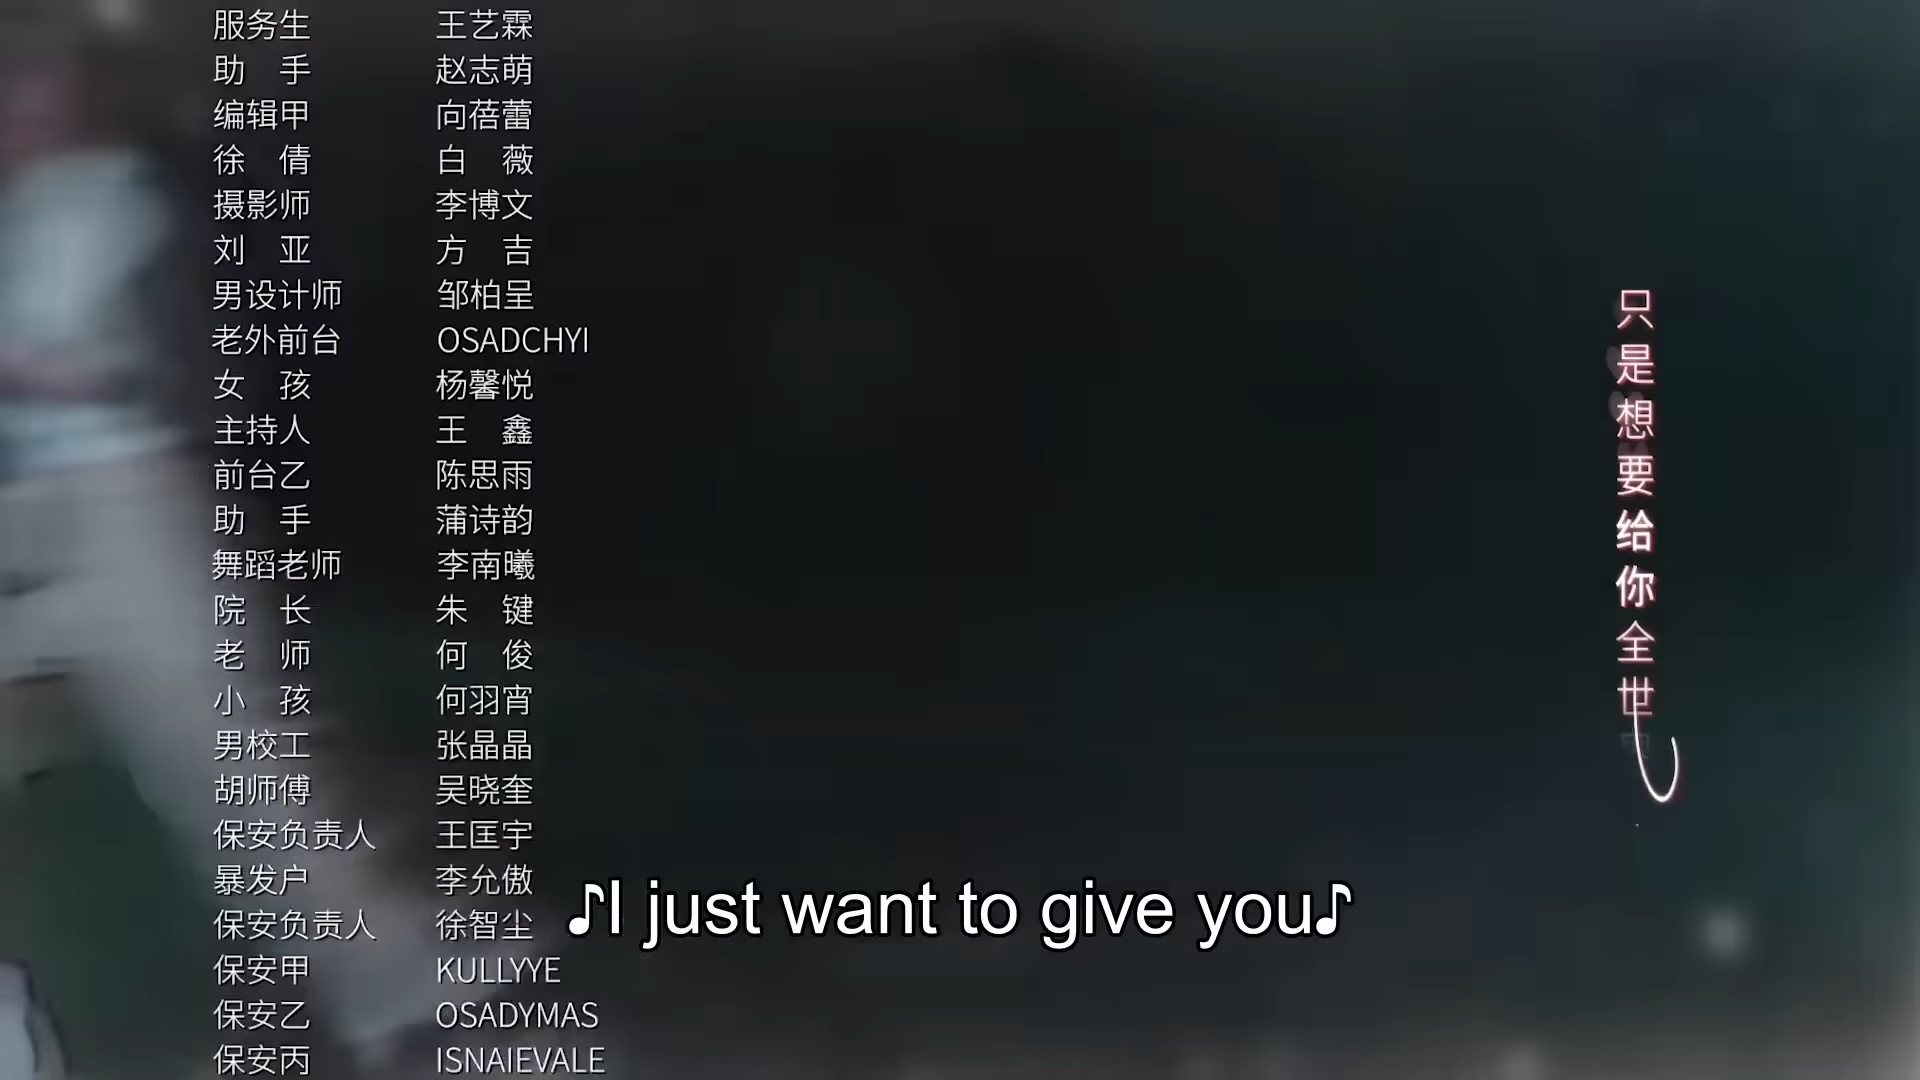 服务生 王艺霖
助 手 赵志萌
编辑甲 向蓓蕾
徐 倩 白 薇
摄影师 李博文
刘 亚 方 吉
男设计师 邹柏呈
老外前台 OSADCHYI
女 孩 杨馨悦
主持人 王 鑫
前台乙 陈思雨
助 手 蒲诗韵
舞蹈老师 李南曦
院 长 朱 键
老 师 何 俊
小 孩 何羽宵
男校工 张晶晶
胡师傅 吴晓奎
保安负责人 王匡宇
暴发户 李允傲
保安负责人 徐智尘
保安甲 KULLYYE
保安乙 OSADYMAS
保安丙 ISNAIEVALE
只是想要给你全世
♪I just want to give you♪